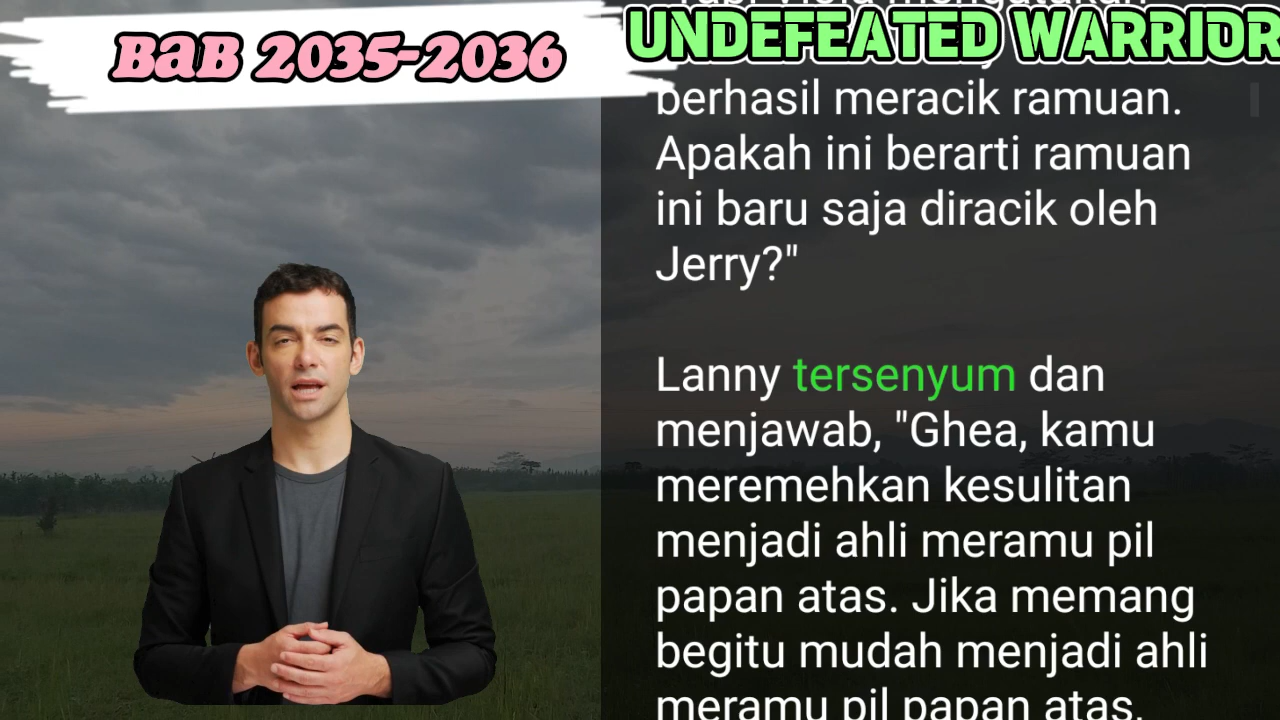 BAB 2035-2036
UNDEFEATED WARRIOR
berhasil meracik ramuan.
Apakah ini berarti ramuan
ini baru saja diracik oleh
Jerry?"
Lanny tersenyum dan
menjawab, "Ghea, kamu
meremehkan kesulitan
menjadi ahli meramu pil
papan atas. Jika memang
begitu mudah menjadi ahli
meramu pil papan atas,